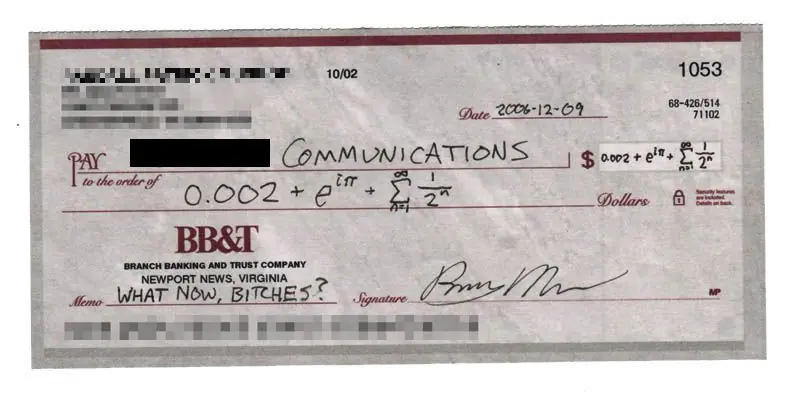 10/02
1053
Date 2006-12-09
68-426/514
71102
PAY
to the order of
COMMUNICATIONS
$ 0.002 + e^{iπ} + ∑_{n=1}^{∞} 1/2^n
0.002 + e^{iπ} + ∑_{n=1}^{∞} 1/2^n Dollars
Security features
are included.
Details on back.
BB&T
BRANCH BANKING AND TRUST COMPANY
NEWPORT NEWS, VIRGINIA
Memo WHAT NOW, BITCHES?
Signature
MP